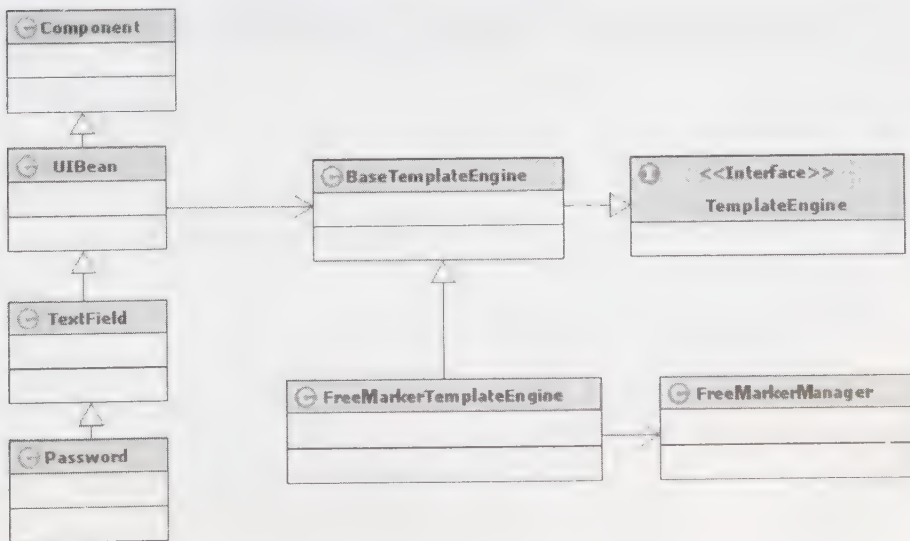 Component
UIBean
BaseTemplateEngine
<<Interface>>
TemplateEngine
TextField
FreeMarkerTemplateEngine
FreeMarkerManager
Password